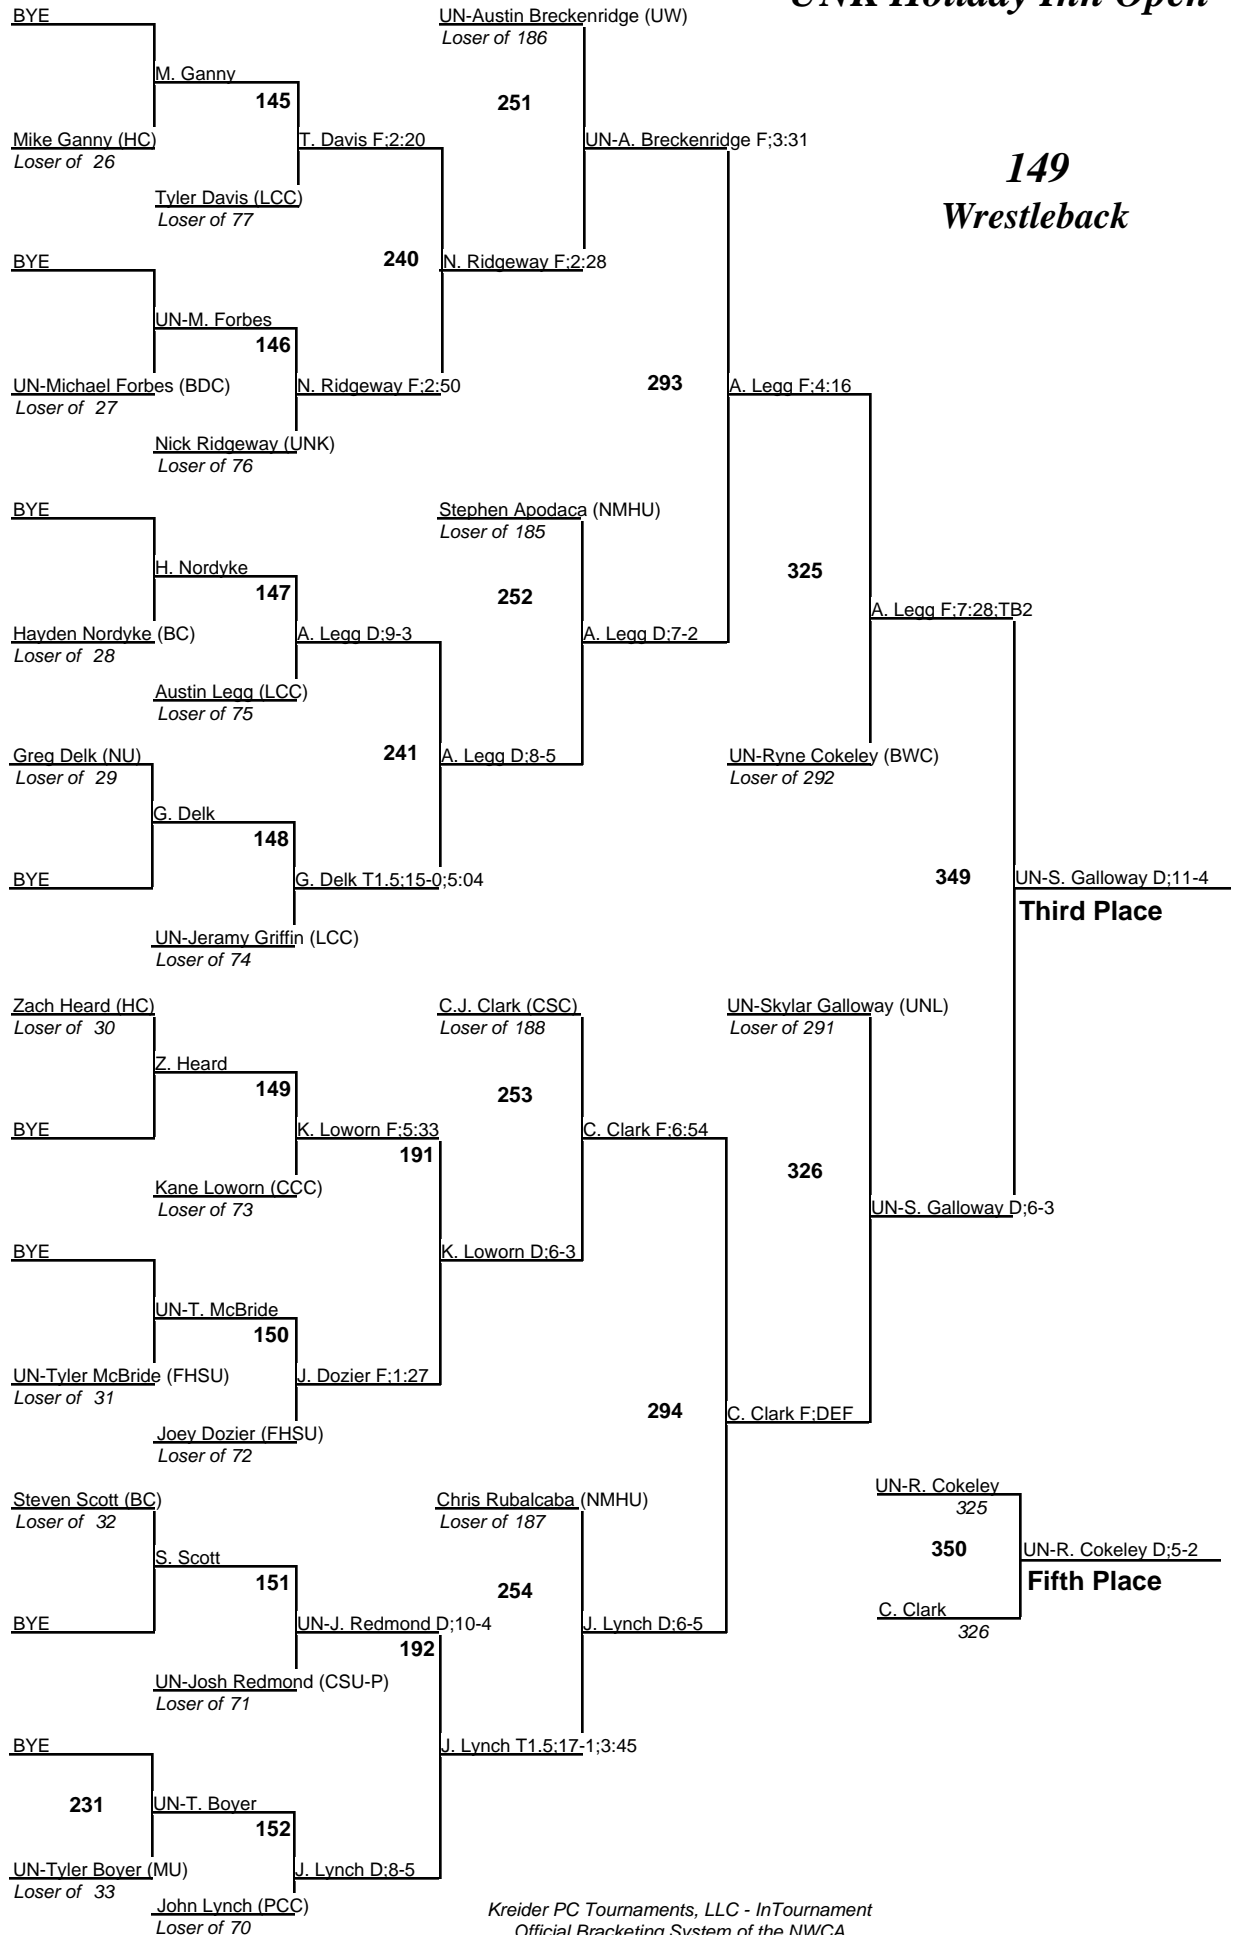 UNK Holiday Inn Open
149
Wrestleback
BYE
UN-Austin Breckenridge (UW)
Loser of 186
M. Ganny
145
251
Mike Ganny (HC)
Loser of 26
T. Davis F;2:20
UN-A. Breckenridge F;3:31
Tyler Davis (LCC)
Loser of 77
BYE
240
N. Ridgeway F;2:28
UN-M. Forbes
146
UN-Michael Forbes (BDC)
Loser of 27
N. Ridgeway F;2:50
293
A. Legg F;4:16
Nick Ridgeway (UNK)
Loser of 76
BYE
Stephen Apodaca (NMHU)
Loser of 185
H. Nordyke
147
252
325
A. Legg F;7:28;TB2
Hayden Nordyke (BC)
Loser of 28
A. Legg D;9-3
A. Legg D;7-2
Austin Legg (LCC)
Loser of 75
Greg Delk (NU)
Loser of 29
241
A. Legg D;8-5
UN-Ryne Cokeley (BWC)
Loser of 292
G. Delk
148
BYE
G. Delk T1.5;15-0;5:04
349
UN-S. Galloway D;11-4
Third Place
UN-Jeramy Griffin (LCC)
Loser of 74
Zach Heard (HC)
Loser of 30
C.J. Clark (CSC)
Loser of 188
UN-Skylar Galloway (UNL)
Loser of 291
Z. Heard
149
253
BYE
K. Loworn F;5:33
191
C. Clark F;6:54
326
Kane Loworn (CCC)
Loser of 73
UN-S. Galloway D;6-3
BYE
K. Loworn D;6-3
UN-T. McBride
150
UN-Tyler McBride (FHSU)
Loser of 31
J. Dozier F;1:27
294
C. Clark F;DEF
Joey Dozier (FHSU)
Loser of 72
Steven Scott (BC)
Loser of 32
Chris Rubalcaba (NMHU)
Loser of 187
UN-R. Cokeley
325
S. Scott
151
254
350
UN-R. Cokeley D;5-2
Fifth Place
BYE
UN-J. Redmond D;10-4
192
J. Lynch D;6-5
C. Clark
326
UN-Josh Redmond (CSU-P)
Loser of 71
BYE
J. Lynch T1.5;17-1;3:45
231
UN-T. Boyer
152
UN-Tyler Boyer (MU)
Loser of 33
J. Lynch D;8-5
John Lynch (PCC)
Loser of 70
Kreider PC Tournaments, LLC - InTournament
Official Bracketing System of the NWCA